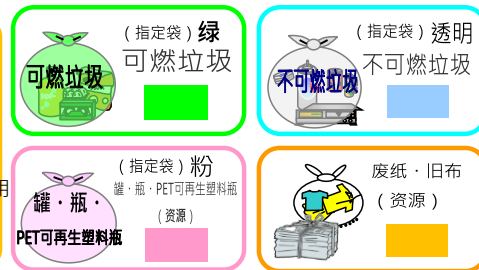 （指定袋）绿
可燃垃圾
可燃垃圾
（指定袋）透明
不可燃垃圾
不可燃垃圾
明
（指定袋）粉
罐・瓶・PET可再生塑料瓶
（资源）
罐・瓶・
PET可再生塑料瓶
废纸・旧布
（资源）